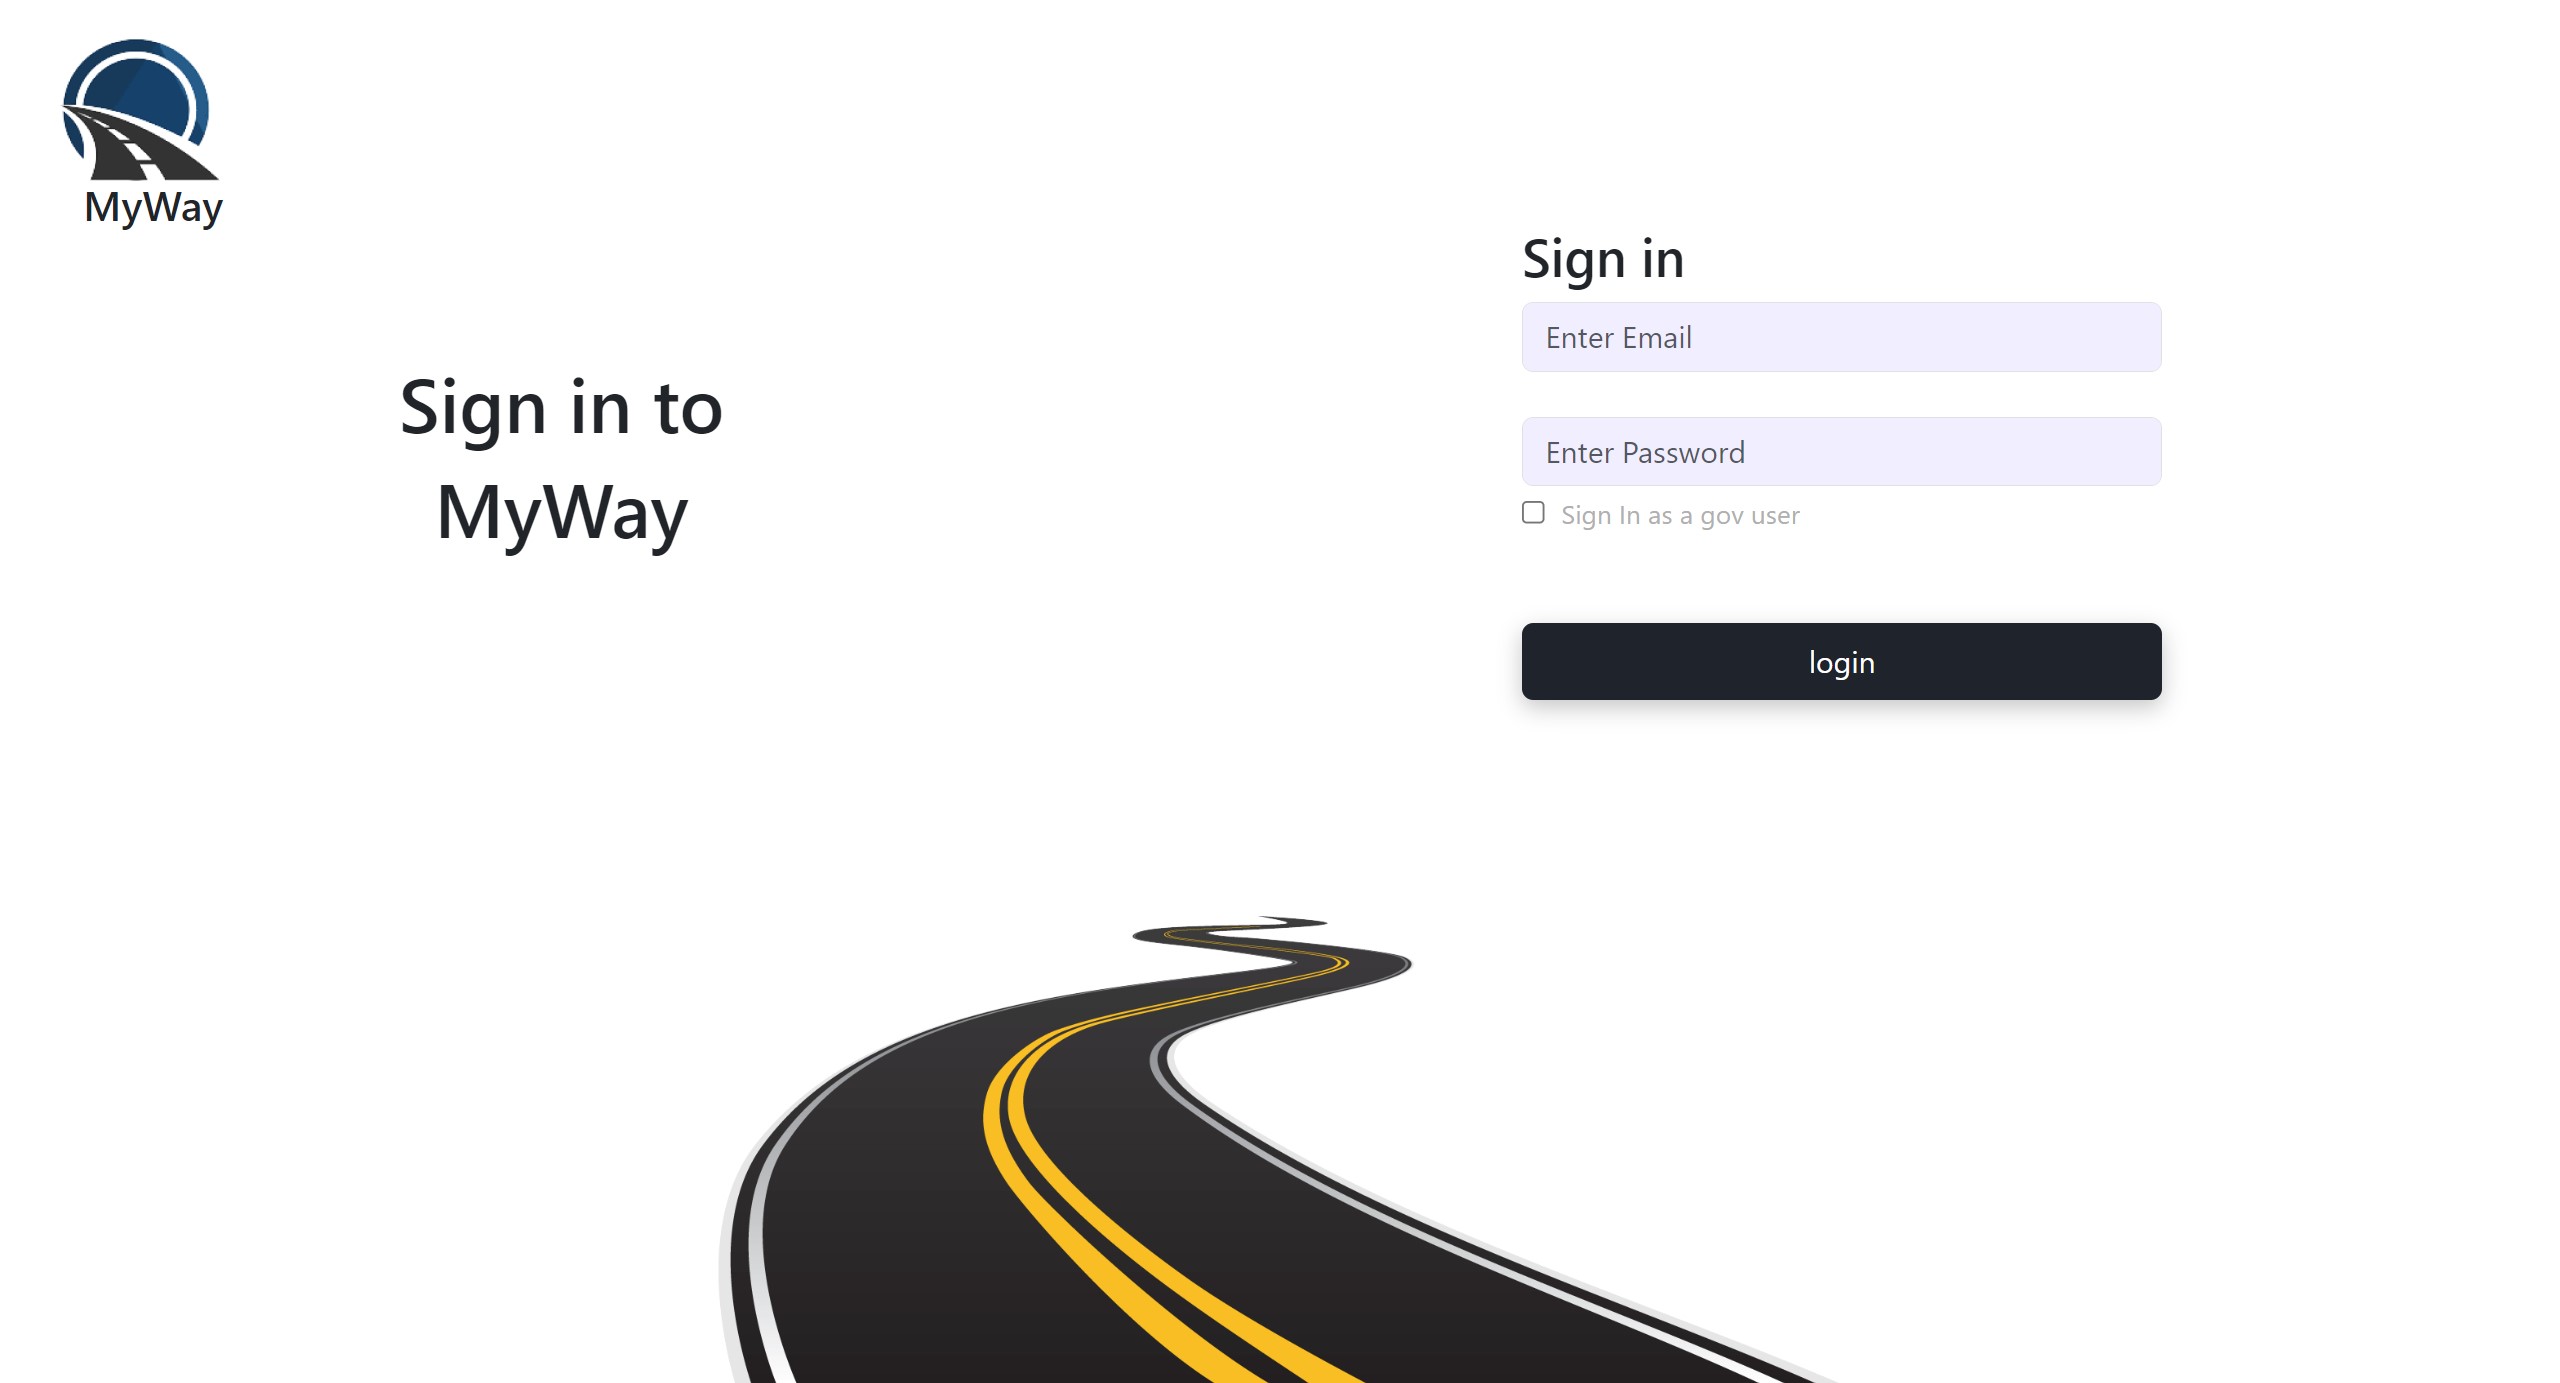 MyWay
Sign in to
MyWay
Sign in
Enter Email
Enter Password
Sign In as a gov user
login